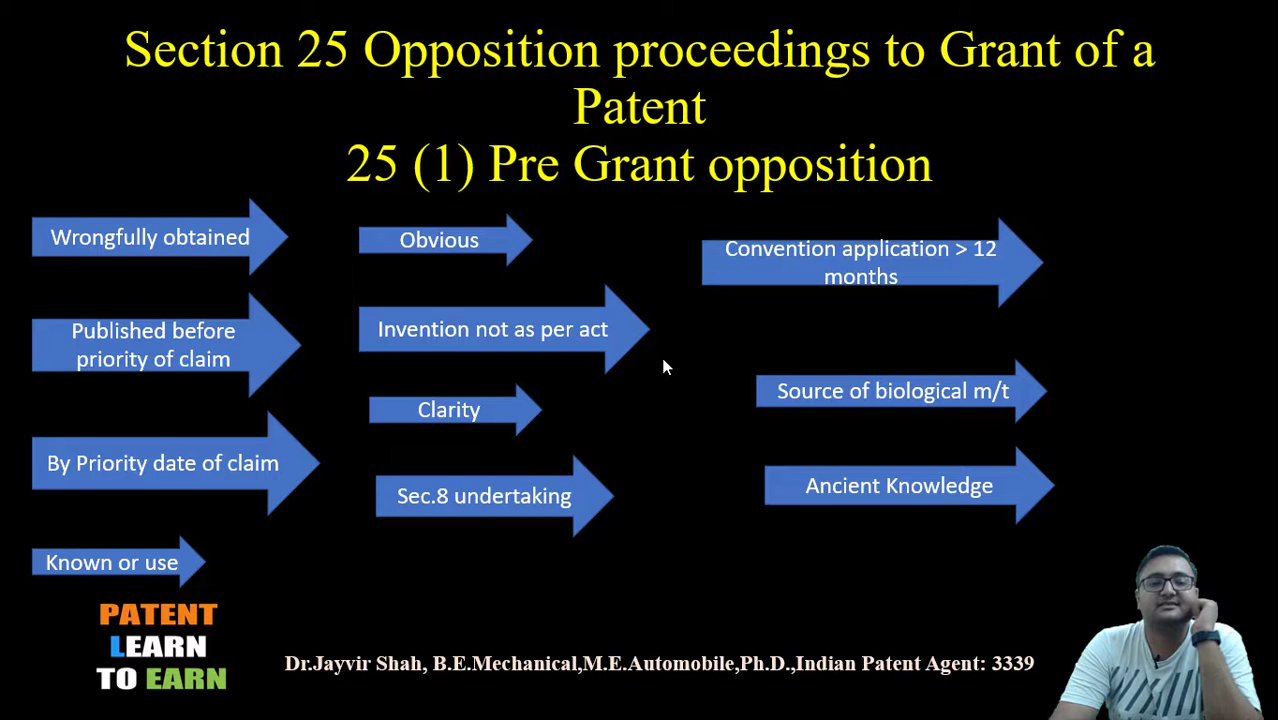 Section 25 Opposition proceedings to Grant of a
Patent
25 (1) Pre Grant opposition
Wrongfully obtained
Published before
priority of claim
By Priority date of claim
Known or use
Obvious
Invention not as per act
Clarity
Sec.8 undertaking
Convention application > 12
months
Source of biological m/t
Ancient Knowledge
PATENT
LEARN
TO EARN
Dr.Jayvir Shah, B.E.Mechanical,M.E.Automobile,Ph.D.,Indian Patent Agent: 3339